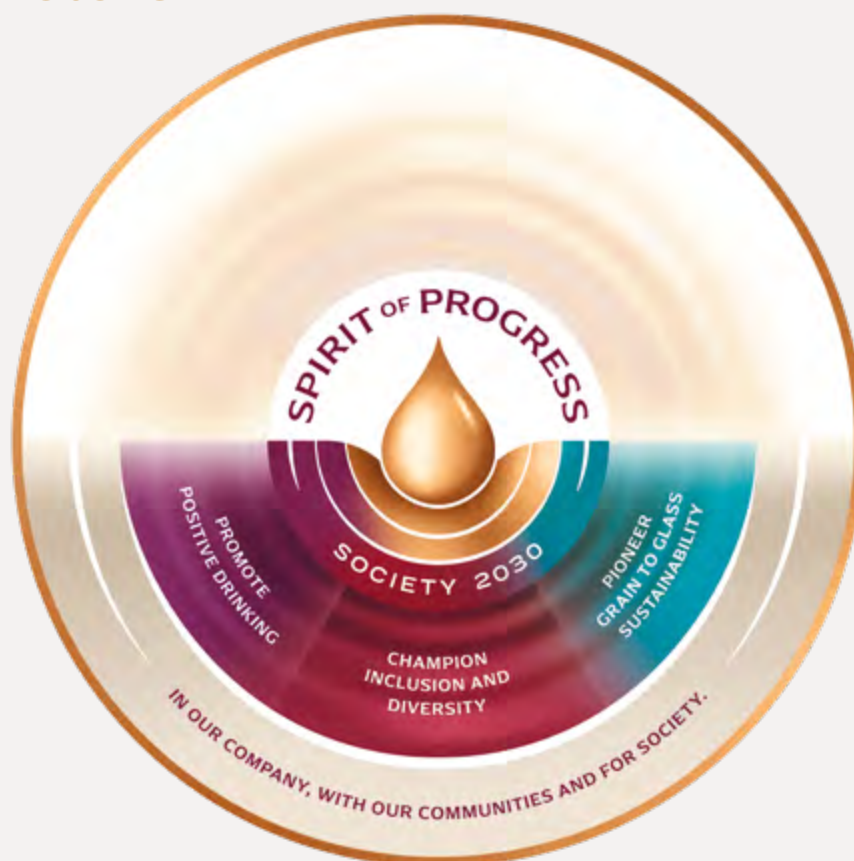 SPIRIT OF PROGRESS
SOCIETY 2030
PROMOTE
POSITIVE DRINKING
CHAMPION
INCLUSION AND
DIVERSITY
PIONEER
GRAIN TO GLASS
SUSTAINABILITY
IN OUR COMPANY, WITH OUR COMMUNITIES AND FOR SOCIETY.